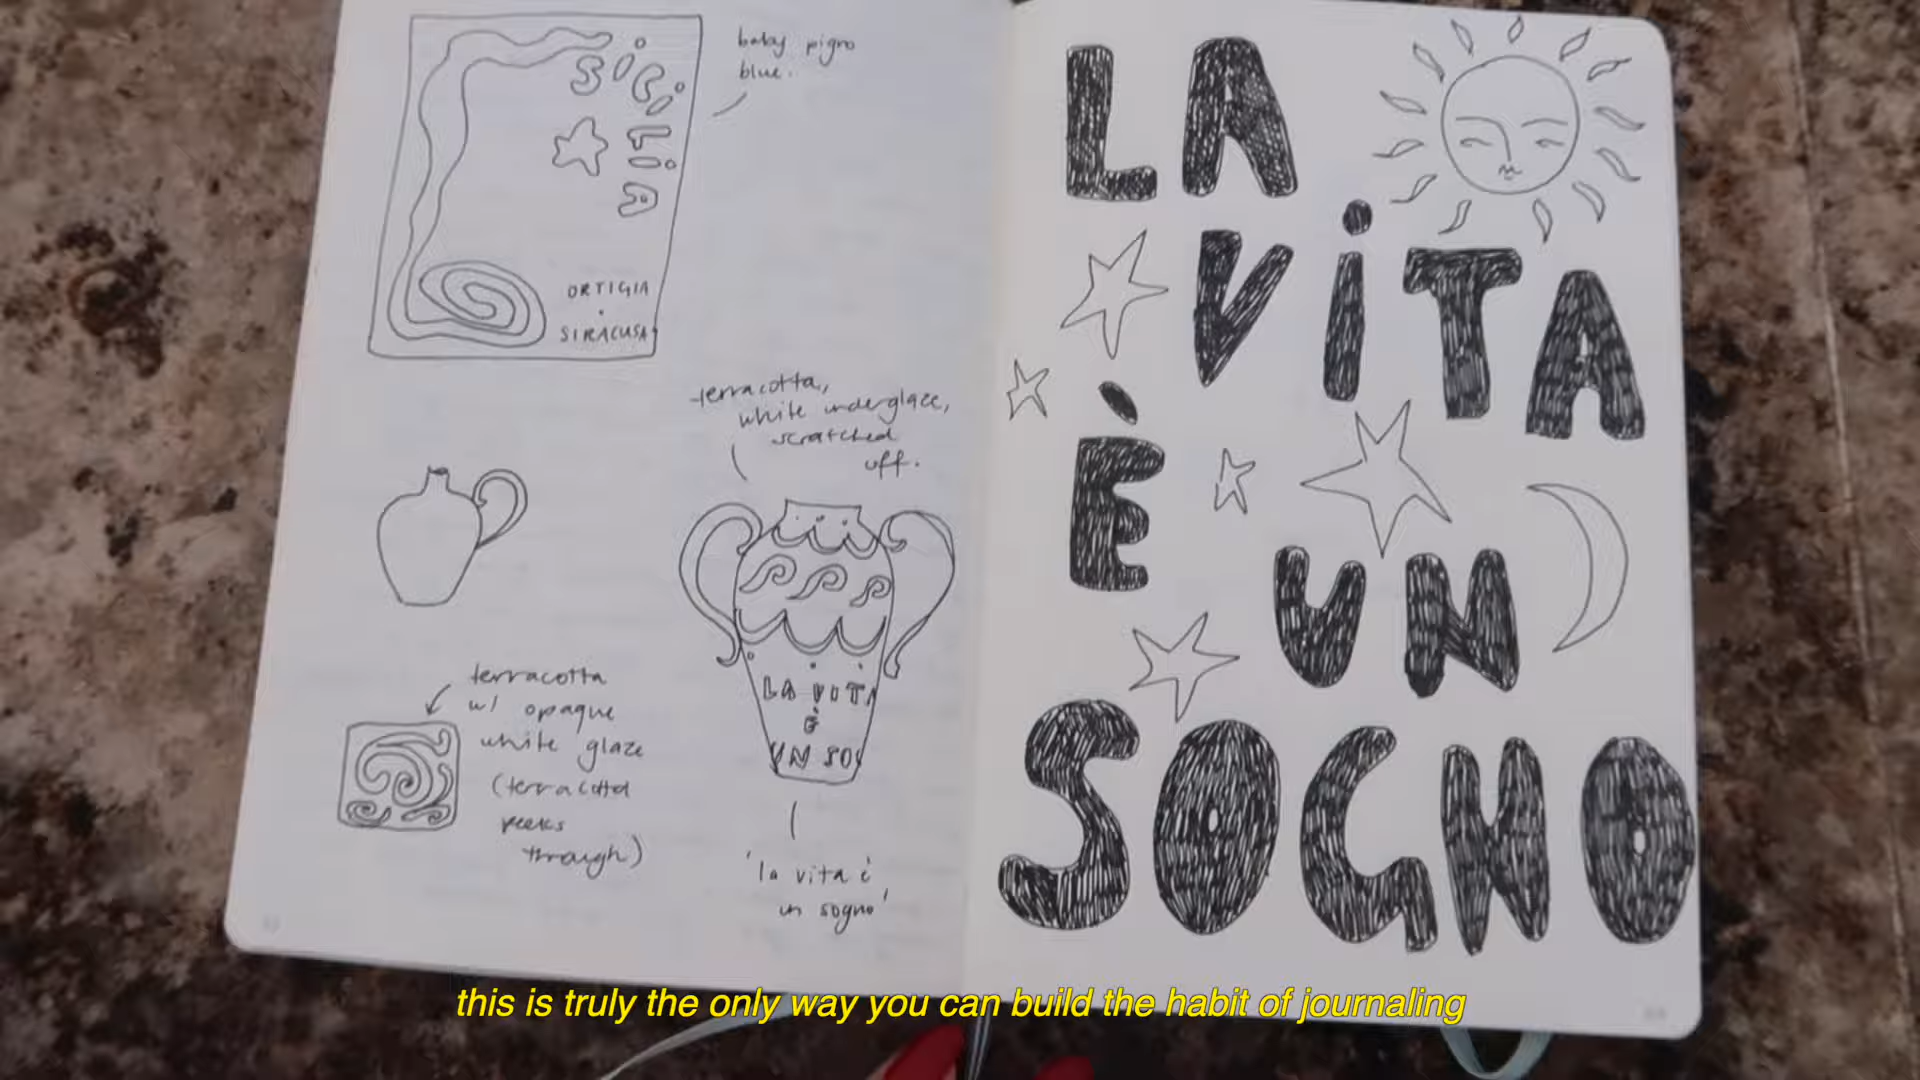 SiCiLiA
ORTIGIA
SIRACUSA
baby pigno
blue.
terracotta,
white underglaze,
scratched
off.
LA VITA
È
UN SO
'la vita è
un sogno'
terracotta
w/ opaque
white glaze
(terracotta
peeks
through)
LA
ViTA
È
UN
SOGNO
this is truly the only way you can build the habit of journaling